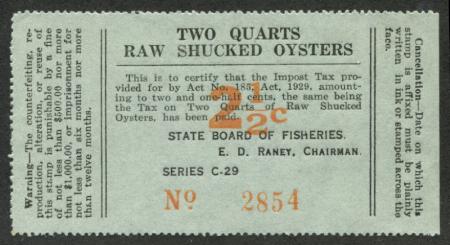 Warning—The counterfeiting, re-
production, alteration, or reuse of
this stamp is punishable by a fine
of not less than $500.00 nor more
than $1,000.00, or imprisonment for
not less than six months nor more
than twelve months.
TWO QUARTS
RAW SHUCKED OYSTERS
This is to certify that the Impost Tax pro-
vided for by Act No. 185, Act, 1929, amount-
ing to two and one-half cents, the same being
the Tax on Two Quarts of Raw Shucked
Oysters, has been paid.
2½c
STATE BOARD OF FISHERIES.
E. D. RANEY, CHAIRMAN.
SERIES C-29
Nº 2854
Cancellation Date on which this
stamp is affixed must be plainly
written in ink or stamped across the
face.